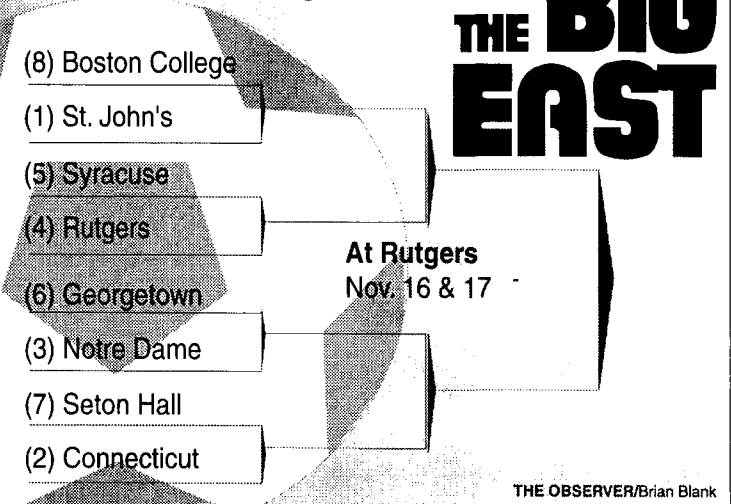 THE BIG
EAST
(8) Boston College
(1) St. John's
(5) Syracuse
(4) Rutgers
(6) Georgetown
(3) Notre Dame
(7) Seton Hall
(2) Connecticut
At Rutgers
Nov. 16 & 17
THE OBSERVER/Brian Blank